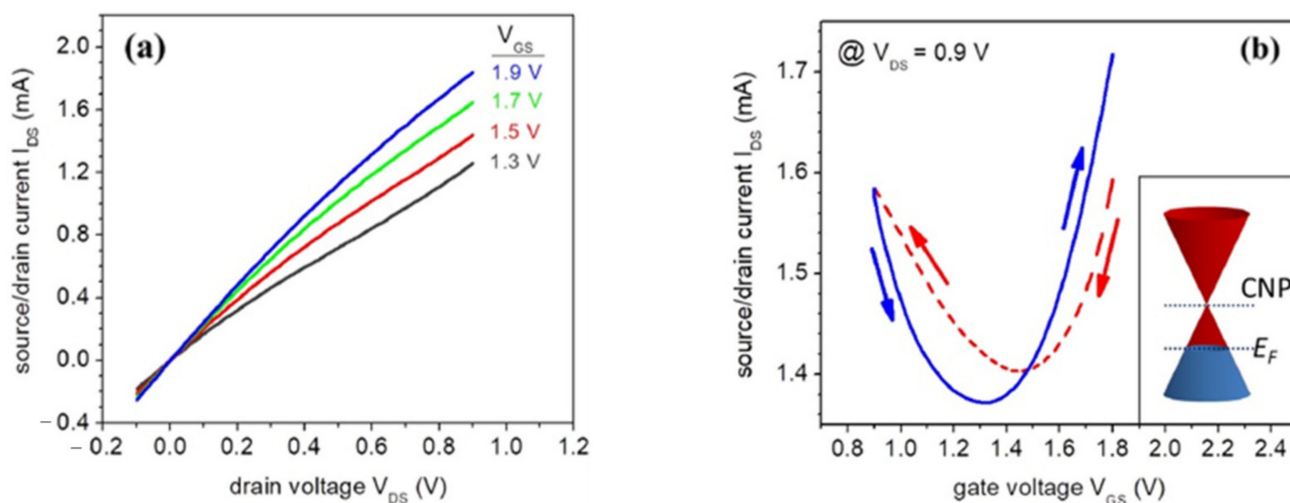 (a)
V_GS
1.9 V
1.7 V
1.5 V
1.3 V
source/drain current I_DS (mA)
2.0
1.6
1.2
0.8
0.4
0.0
–0.4
–0.2 0.0 0.2 0.4 0.6 0.8 1.0 1.2
drain voltage V_DS (V)
@ V_DS = 0.9 V
(b)
source/drain current I_DS (mA)
1.7
1.6
1.5
1.4
0.8 1.0 1.2 1.4 1.6 1.8 2.0 2.2 2.4
gate voltage V_GS (V)
CNP
E_F